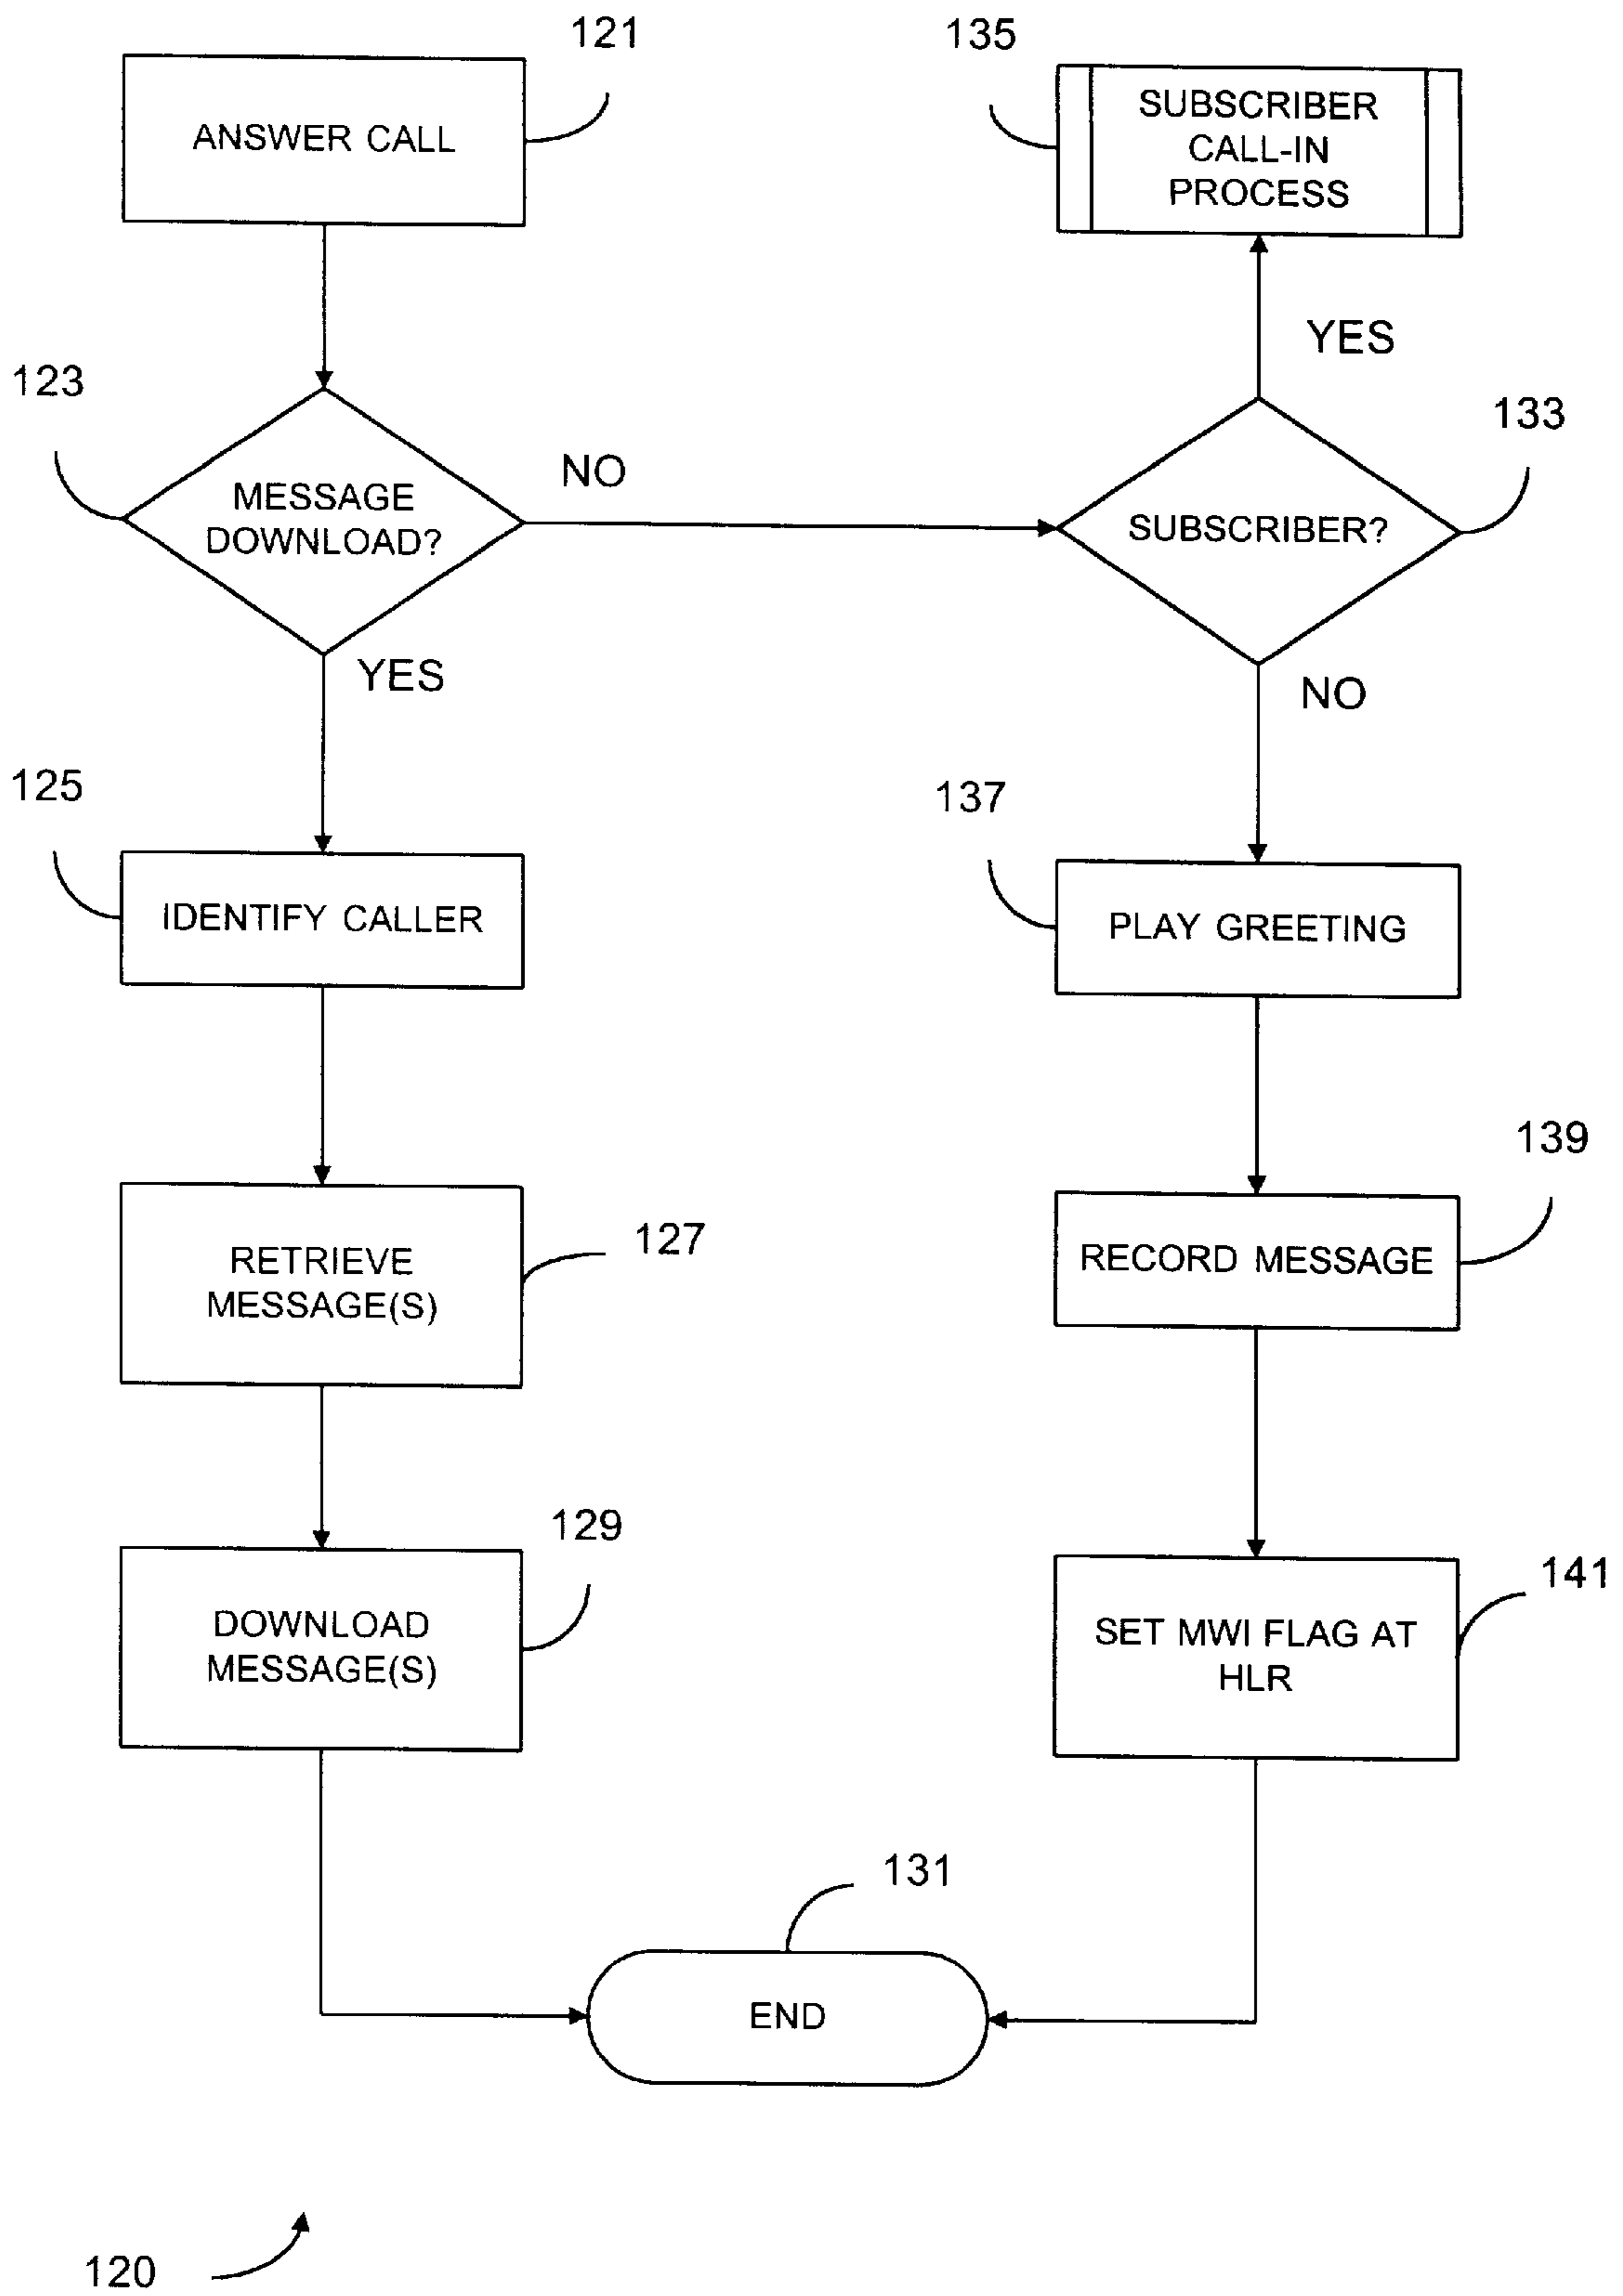 121
ANSWER CALL
135
SUBSCRIBER
CALL-IN
PROCESS
YES
123
MESSAGE
DOWNLOAD?
NO
133
SUBSCRIBER?
YES
NO
125
IDENTIFY CALLER
137
PLAY GREETING
127
RETRIEVE
MESSAGE(S)
139
RECORD MESSAGE
129
DOWNLOAD
MESSAGE(S)
141
SET MWI FLAG AT
HLR
131
END
120